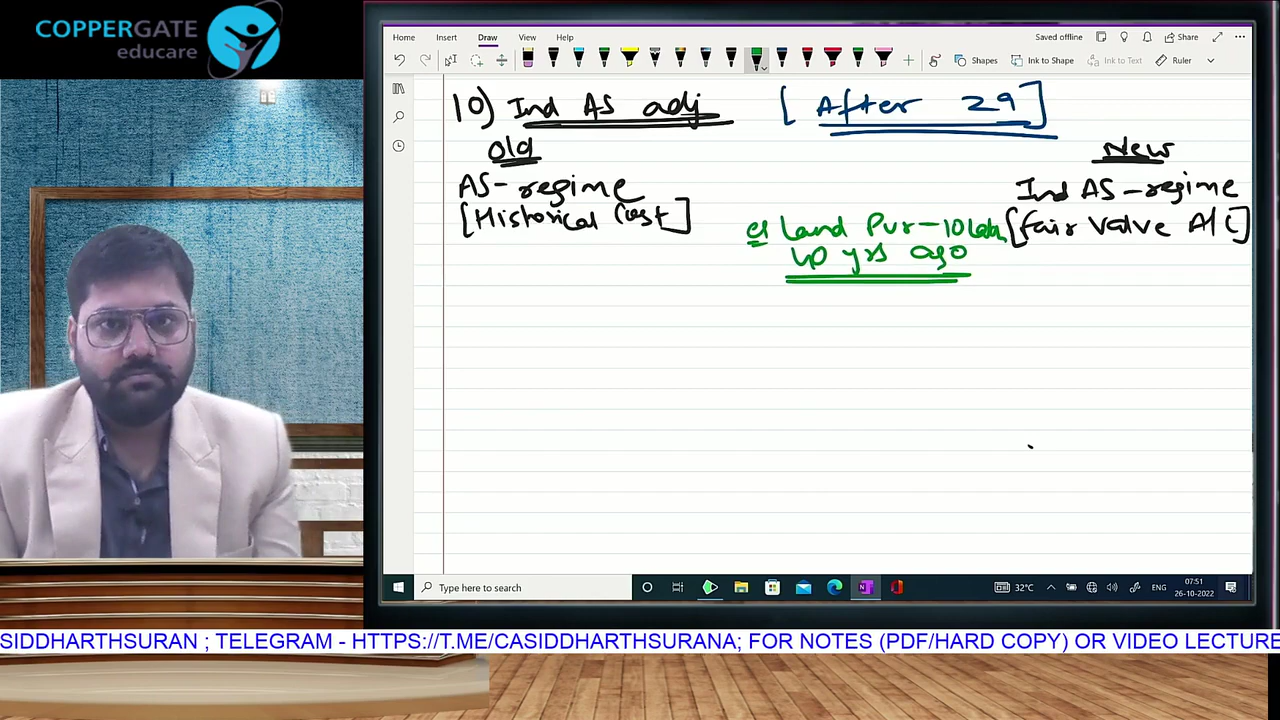 COPPERGATE
educare
Home Insert Draw View Help
Saved offline
Share
Shapes Ink to Shape Ink to Text Ruler
10) Ind AS adj [After 29]
Old New
AS-regime Ind AS-regime
[Historical Cost] [Fair Value A/c]
eg Land Pur-10 Lakh
40 yrs ago
Type here to search
32°C
ENG
07:51
26-10-2022
SIDDHARTHSURAN ; TELEGRAM - HTTPS://T.ME/CASIDDHARTHSURANA; FOR NOTES (PDF/HARD COPY) OR VIDEO LECTURE